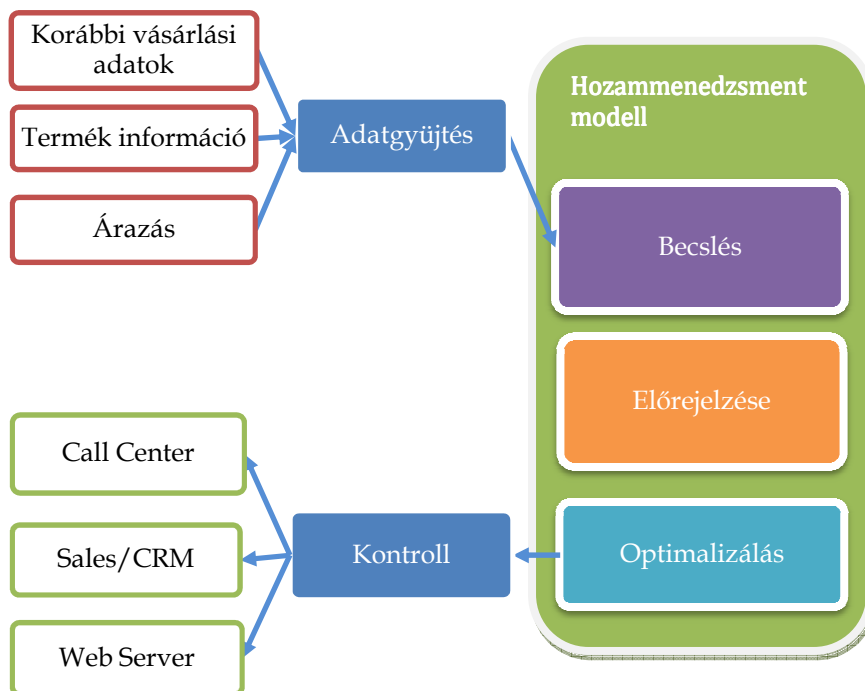 Korábbi vásárlási
adatok
Termék információ
Árazás
Adatgyüjtés
Hozammenedzsment
modell
Becslés
Előrejelzése
Optimalizálás
Kontroll
Call Center
Sales/CRM
Web Server